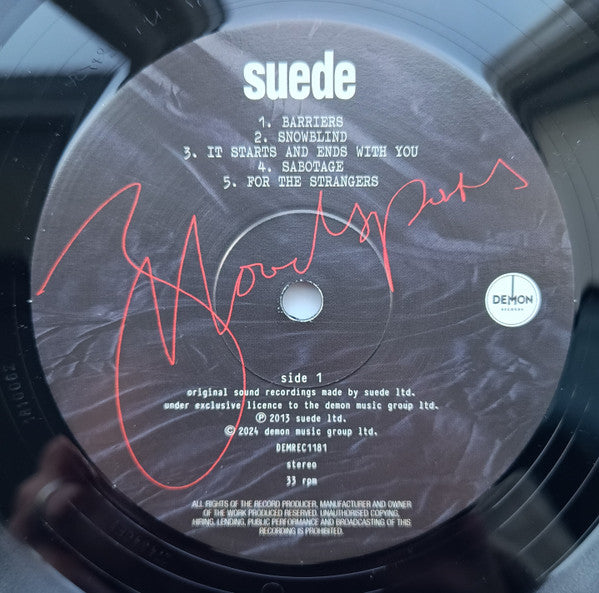 suede
1. BARRIERS
2. SNOWBLIND
3. IT STARTS AND ENDS WITH YOU
4. SABOTAGE
5. FOR THE STRANGERS
Bloodsports
DEMON
RECORDS
side 1
original sound recordings made by suede ltd.
under exclusive licence to the demon music group ltd.
Ⓟ 2013 suede ltd.
© 2024 demon music group ltd.
DEMREC1181
stereo
33 rpm
ALL RIGHTS OF THE RECORD PRODUCER, MANUFACTURER AND OWNER
OF THE WORK PRODUCED RESERVED. UNAUTHORISED COPYING,
HIRING, LENDING, PUBLIC PERFORMANCE AND BROADCASTING OF THIS
RECORDING IS PROHIBITED.